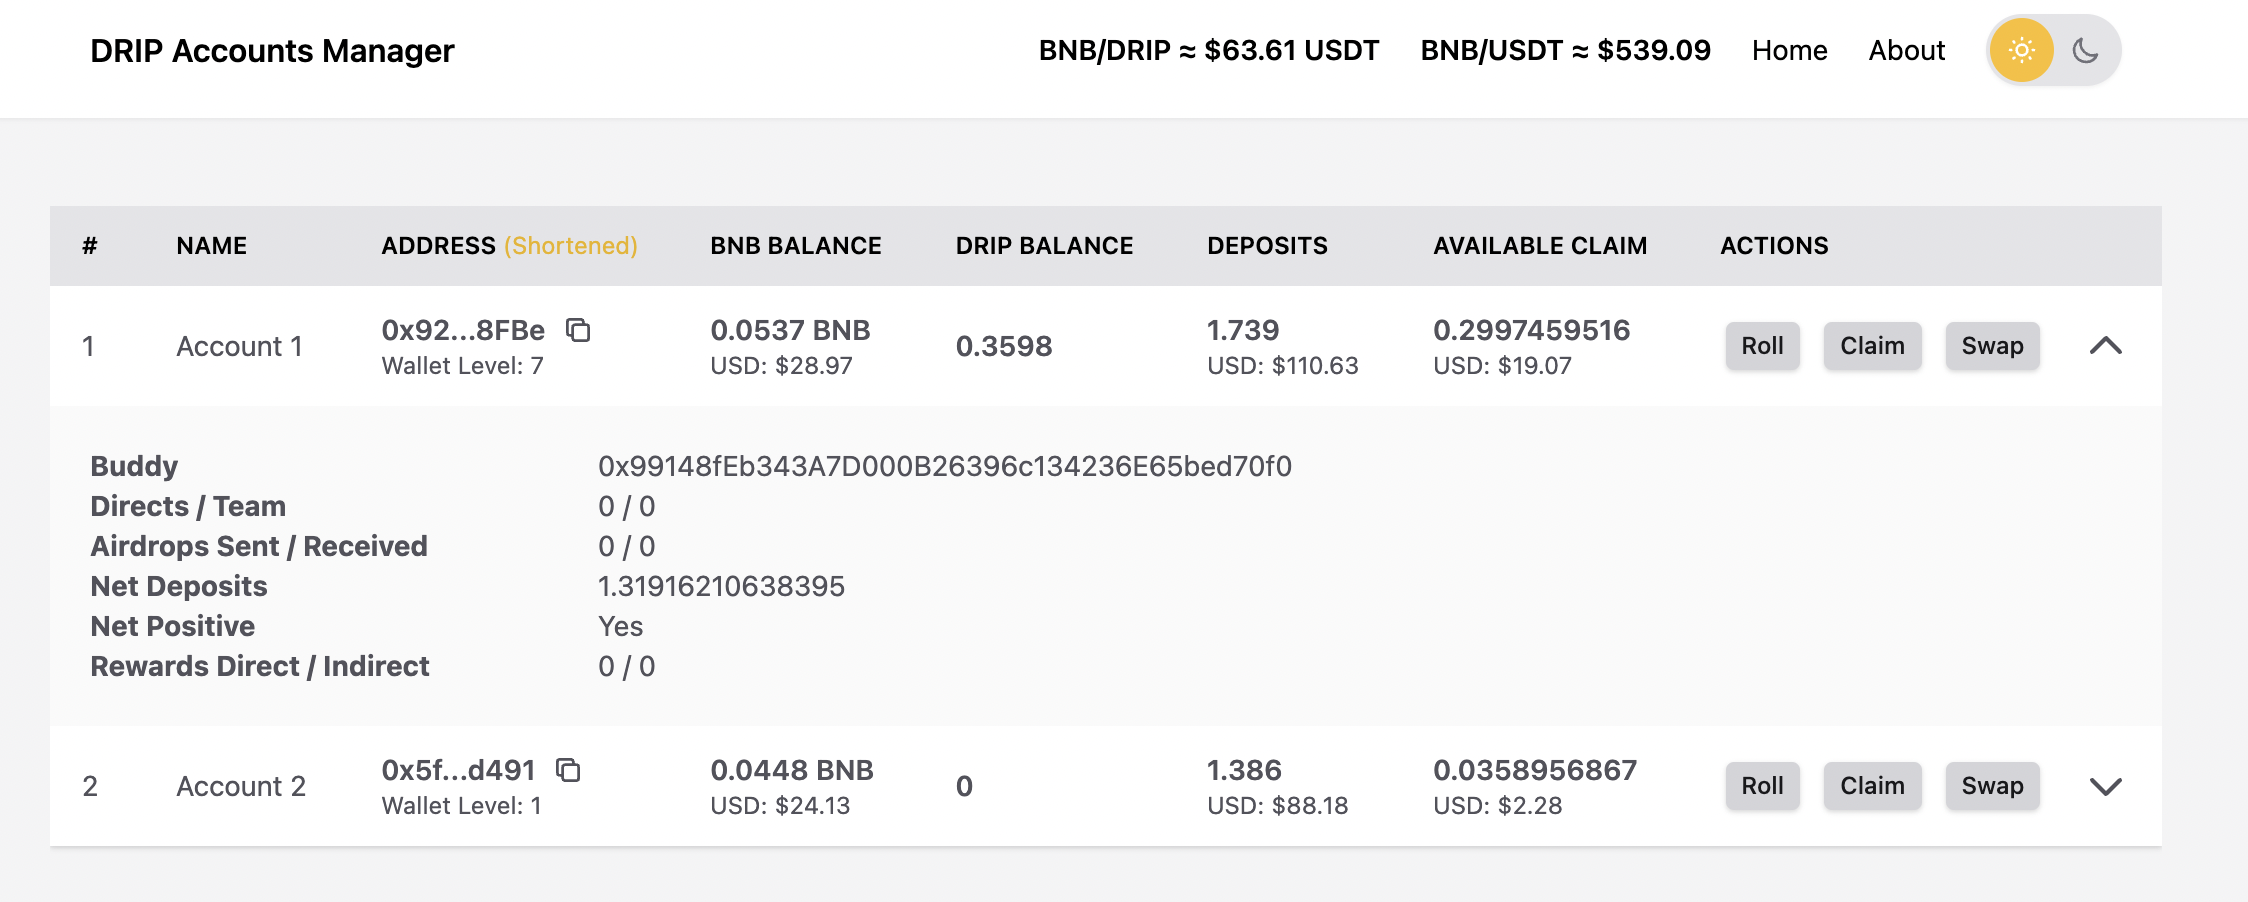 DRIP Accounts Manager BNB/DRIP ≈ $63.61 USDT BNB/USDT ≈ $539.09 Home About
# NAME ADDRESS (Shortened) BNB BALANCE DRIP BALANCE DEPOSITS AVAILABLE CLAIM ACTIONS
1 Account 1 0x92...8FBe 0.0537 BNB 0.3598 1.739 0.2997459516 Roll Claim Swap
Wallet Level: 7 USD: $28.97 USD: $110.63 USD: $19.07
Buddy 0x99148fEb343A7D000B26396c134236E65bed70f0
Directs / Team 0 / 0
Airdrops Sent / Received 0 / 0
Net Deposits 1.31916210638395
Net Positive Yes
Rewards Direct / Indirect 0 / 0
2 Account 2 0x5f...d491 0.0448 BNB 0 1.386 0.0358956867 Roll Claim Swap
Wallet Level: 1 USD: $24.13 USD: $88.18 USD: $2.28